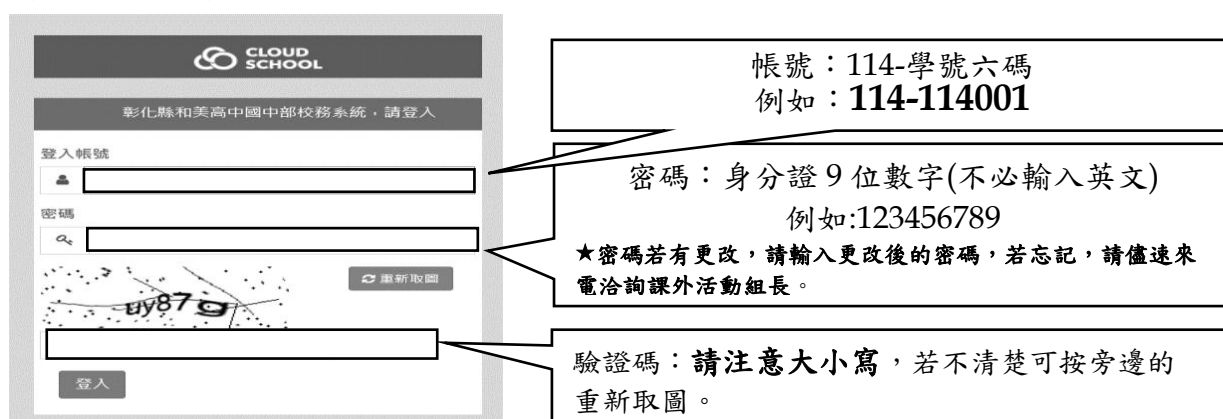 CLOUD
SCHOOL
彰化縣和美高中國中部校務系統，請登入
登入帳號
密碼
重新取圖
uy87g
登入
帳號：114-學號六碼
例如：114-114001
密碼：身分證 9 位數字(不必輸入英文)
例如:123456789
★密碼若有更改，請輸入更改後的密碼，若忘記，請儘速來
電洽詢課外活動組長。
驗證碼：請注意大小寫，若不清楚可按旁邊的
重新取圖。